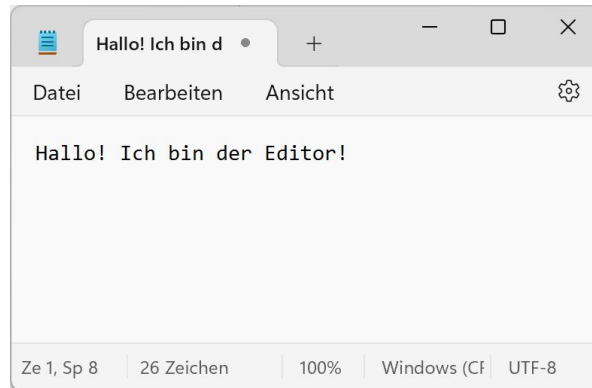 Hallo! Ich bin d
Datei Bearbeiten Ansicht
Hallo! Ich bin der Editor!
Ze 1, Sp 8 26 Zeichen 100% Windows (CF UTF-8